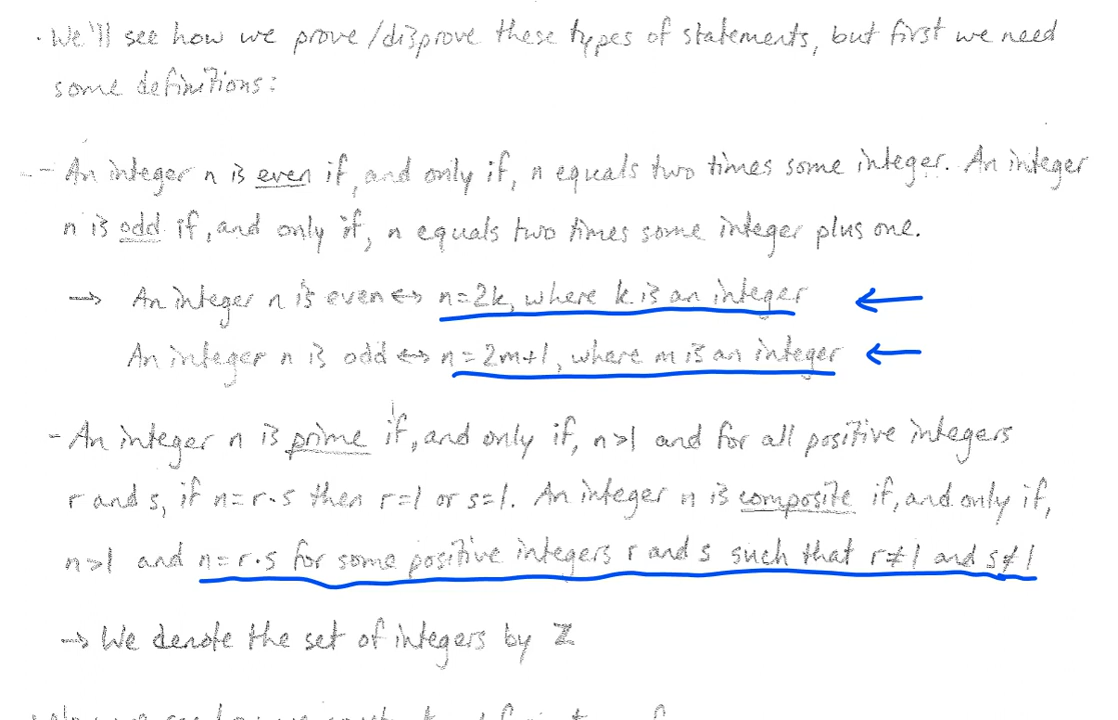 · We'll see how we prove/disprove these types of statements, but first we need
some definitions:
- An integer n is even if, and only if, n equals two times some integer. An integer
n is odd if, and only if, n equals two times some integer plus one.
→ An integer n is even ↔ n=2k, where k is an integer ←
An integer n is odd ↔ n=2m+1, where m is an integer ←
- An integer n is prime if, and only if, n>1 and for all positive integers
r and s, if n=r·s then r=1 or s=1. An integer n is composite if, and only if,
n>1 and n=r·s for some positive integers r and s such that r≠1 and s≠1
→ We denote the set of integers by ℤ